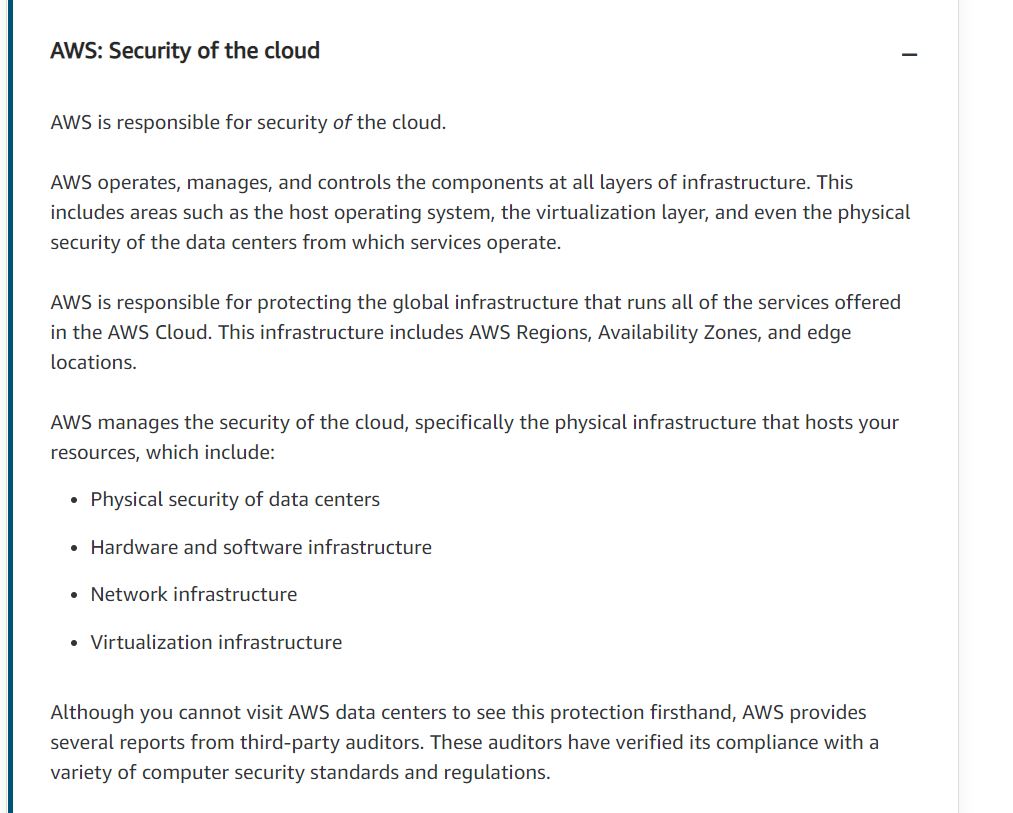 AWS: Security of the cloud
AWS is responsible for security of the cloud.
AWS operates, manages, and controls the components at all layers of infrastructure. This
includes areas such as the host operating system, the virtualization layer, and even the physical
security of the data centers from which services operate.
AWS is responsible for protecting the global infrastructure that runs all of the services offered
in the AWS Cloud. This infrastructure includes AWS Regions, Availability Zones, and edge
locations.
AWS manages the security of the cloud, specifically the physical infrastructure that hosts your
resources, which include:
• Physical security of data centers
• Hardware and software infrastructure
• Network infrastructure
• Virtualization infrastructure
Although you cannot visit AWS data centers to see this protection firsthand, AWS provides
several reports from third-party auditors. These auditors have verified its compliance with a
variety of computer security standards and regulations.